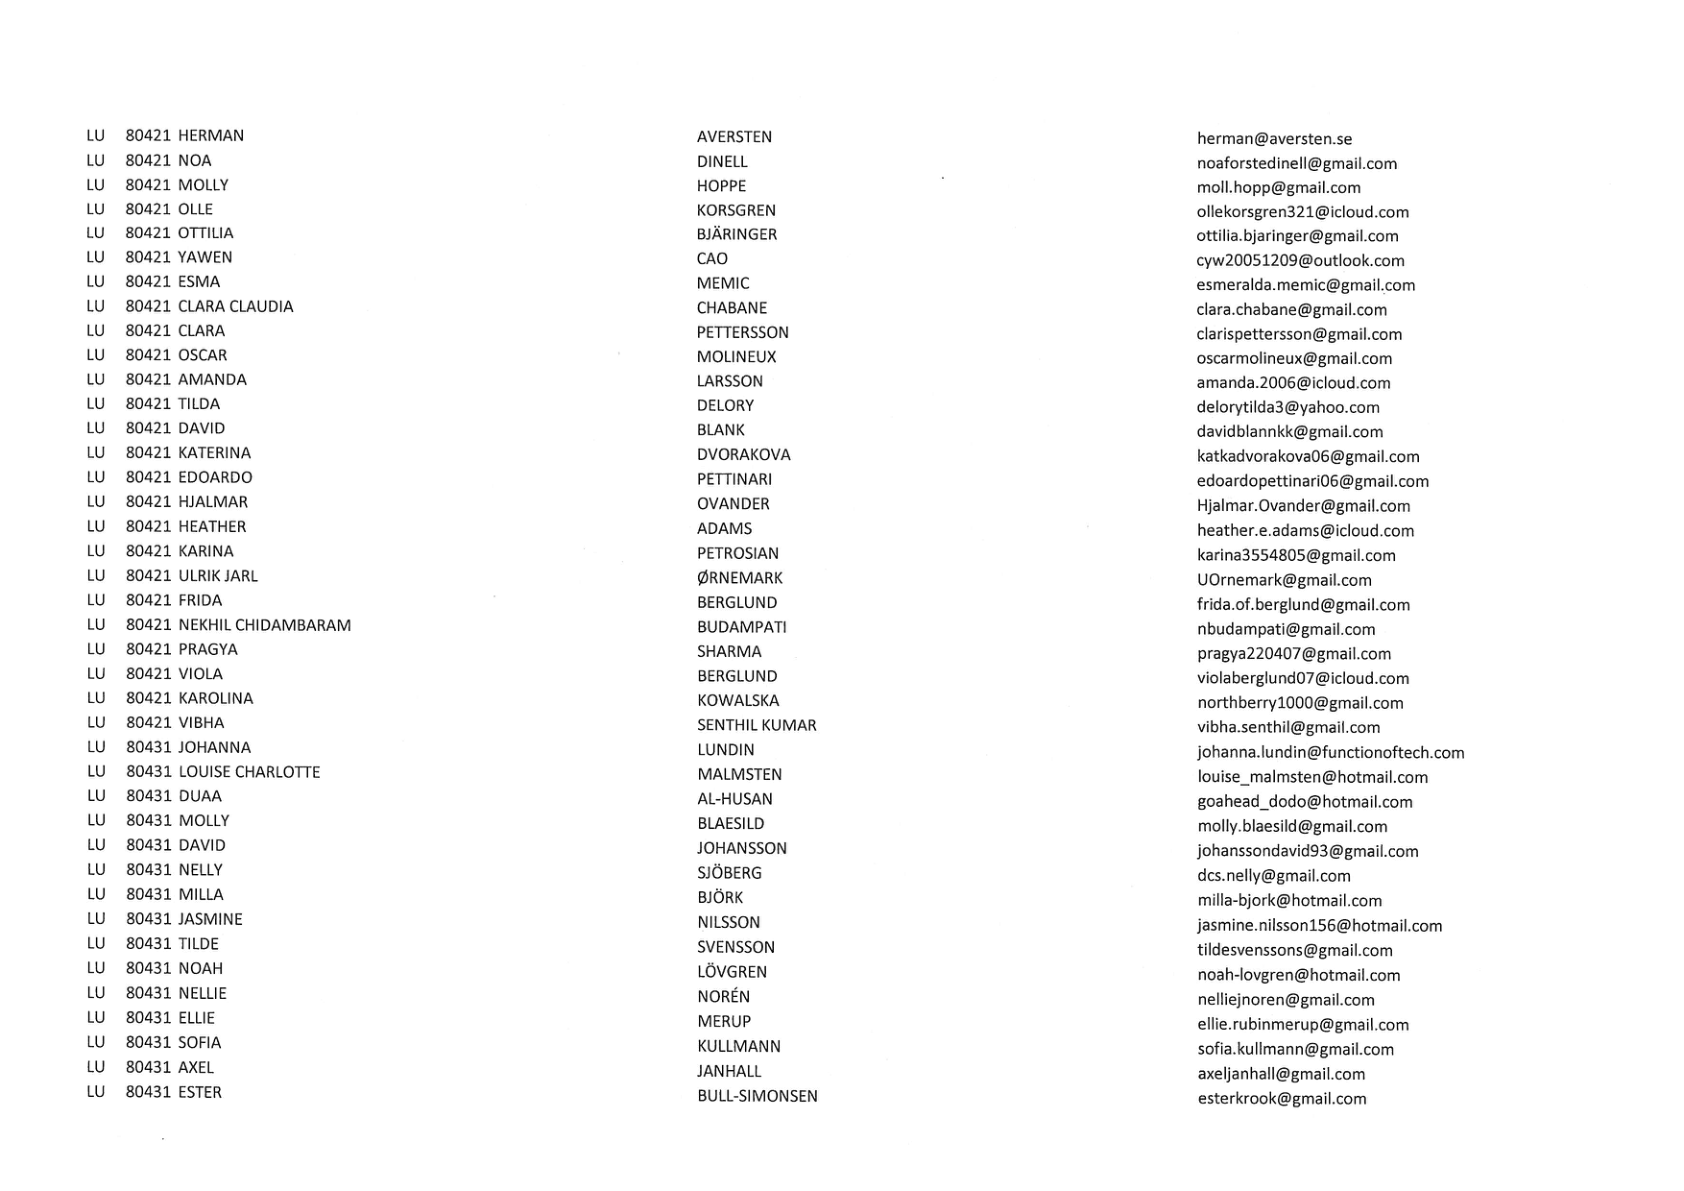 LU 80421 HERMAN AVERSTEN herman@aversten.se
LU 80421 NOA DINELL noaforstedinell@gmail.com
LU 80421 MOLLY HOPPE moll.hopp@gmail.com
LU 80421 OLLE KORSGREN ollekorsgren321@icloud.com
LU 80421 OTTILIA BJÄRINGER ottilia.bjaringer@gmail.com
LU 80421 YAWEN CAO cyw20051209@outlook.com
LU 80421 ESMA MEMIC esmeralda.memic@gmail.com
LU 80421 CLARA CLAUDIA CHABANE clara.chabane@gmail.com
LU 80421 CLARA PETTERSSON clarispettersson@gmail.com
LU 80421 OSCAR MOLINEUX oscarmolineux@gmail.com
LU 80421 AMANDA LARSSON amanda.2006@icloud.com
LU 80421 TILDA DELORY delorytilda3@yahoo.com
LU 80421 DAVID BLANK davidblannkk@gmail.com
LU 80421 KATERINA DVORAKOVA katkadvorakova06@gmail.com
LU 80421 EDOARDO PETTINARI edoardopettinari06@gmail.com
LU 80421 HJALMAR OVANDER Hjalmar.Ovander@gmail.com
LU 80421 HEATHER ADAMS heather.e.adams@icloud.com
LU 80421 KARINA PETROSIAN karina3554805@gmail.com
LU 80421 ULRIK JARL ØRNEMARK UOrnemark@gmail.com
LU 80421 FRIDA BERGLUND frida.of.berglund@gmail.com
LU 80421 NEKHIL CHIDAMBARAM BUDAMPATI nbudampati@gmail.com
LU 80421 PRAGYA SHARMA pragya220407@gmail.com
LU 80421 VIOLA BERGLUND violaberglund07@icloud.com
LU 80421 KAROLINA KOWALSKA northberry1000@gmail.com
LU 80421 VIBHA SENTHIL KUMAR vibha.senthil@gmail.com
LU 80431 JOHANNA LUNDIN johanna.lundin@functionoftech.com
LU 80431 LOUISE CHARLOTTE MALMSTEN louise_malmsten@hotmail.com
LU 80431 DUAA AL-HUSAN goahead_dodo@hotmail.com
LU 80431 MOLLY BLAESILD molly.blaesild@gmail.com
LU 80431 DAVID JOHANSSON johanssondavid93@gmail.com
LU 80431 NELLY SJÖBERG dcs.nelly@gmail.com
LU 80431 MILLA BJÖRK milla-bjork@hotmail.com
LU 80431 JASMINE NILSSON jasmine.nilsson156@hotmail.com
LU 80431 TILDE SVENSSON tildesvenssons@gmail.com
LU 80431 NOAH LÖVGREN noah-lovgren@hotmail.com
LU 80431 NELLIE NORÉN nelliejnoren@gmail.com
LU 80431 ELLIE MERUP ellie.rubinmerup@gmail.com
LU 80431 SOFIA KULLMANN sofia.kullmann@gmail.com
LU 80431 AXEL JANHALL axeljanhall@gmail.com
LU 80431 ESTER BULL-SIMONSEN esterkrook@gmail.com